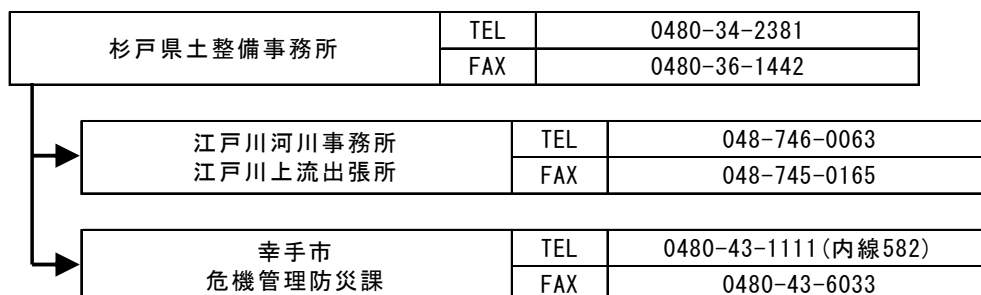 杉戸県土整備事務所
TEL 0480-34-2381
FAX 0480-36-1442
江戸川河川事務所
江戸川上流出張所
TEL 048-746-0063
FAX 048-745-0165
幸手市
危機管理防災課
TEL 0480-43-1111(内線582)
FAX 0480-43-6033